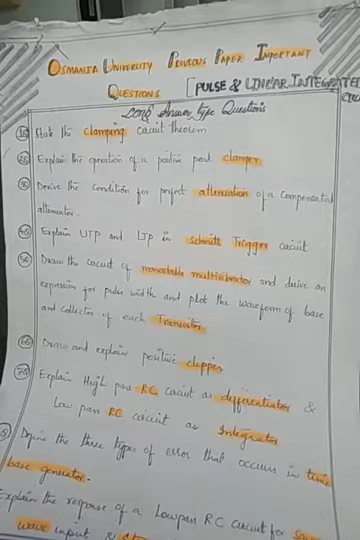 OSMANIA UNIVERSITY PREVIOUS PAPER IMPORTANT
QUESTIONS [PULSE & LINEAR INTEGRATED
Long Answer type Questions
State the clamping circuit theorem
Explain the operation of a positive peak clamper
Derive the condition for perfect attenuation of a compensated
attenuator.
Explain UTP and LTP in schmitt Trigger circuit
Draw the circuit of monostable multivibrator and derive an
expression for pulse width and plot the waveform of base
and collector of each Transistor
Draw and explain positive clipper
Explain High pass RC Circuit as differentiator &
Low pass RC circuit as Integrator
Define the three types of error that occurs in time
base generator.
Explain the response of a Lowpass RC circuit for
wave input &